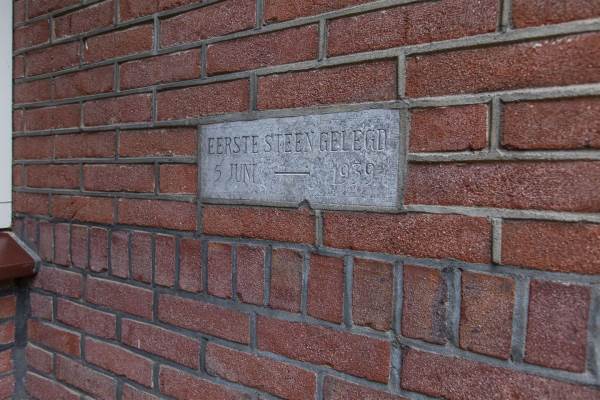 EERSTE STEEN GELEGD
5 JUNI — 1939